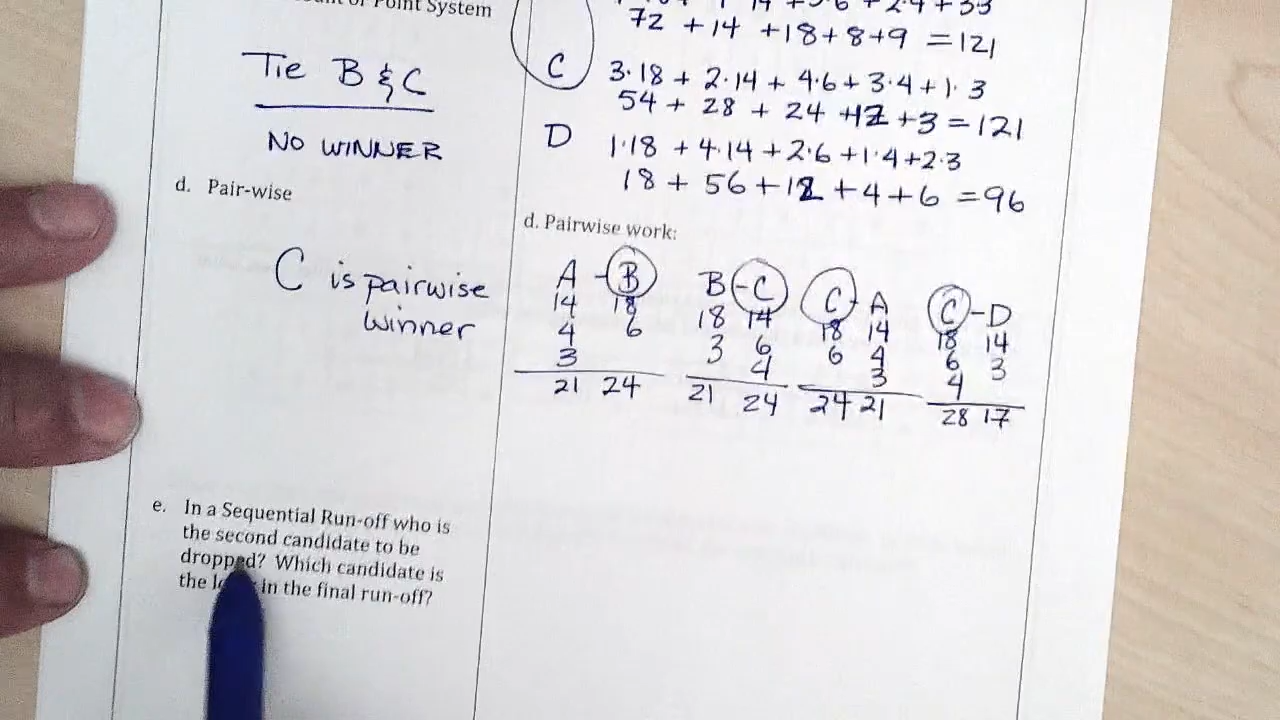 Point System
72 + 14 + 18 + 8 + 9 = 121
Tie B & C
NO WINNER
C 3·18 + 2·14 + 4·6 + 3·4 + 1·3
54 + 28 + 24 + 12 + 3 = 121
D 1·18 + 4·14 + 2·6 + 1·4 + 2·3
18 + 56 + 12 + 4 + 6 = 96
d. Pair-wise
C is pairwise
winner
d. Pairwise work:
A - B B - C C - A C - D
14 18 18 14 18 14 18 14
4 6 3 6 6 4 6 3
3 4 3 4
21 24 21 24 24 21 28 17
e. In a Sequential Run-off who is
the second candidate to be
dropped? Which candidate is
the in the final run-off?